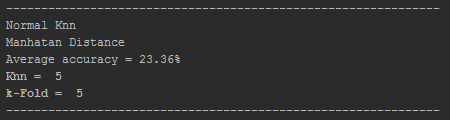 --------------------------------------------------------------
Normal Knn
Manhatan Distance
Average accuracy = 23.36%
Knn =  5
k-Fold =  5
--------------------------------------------------------------